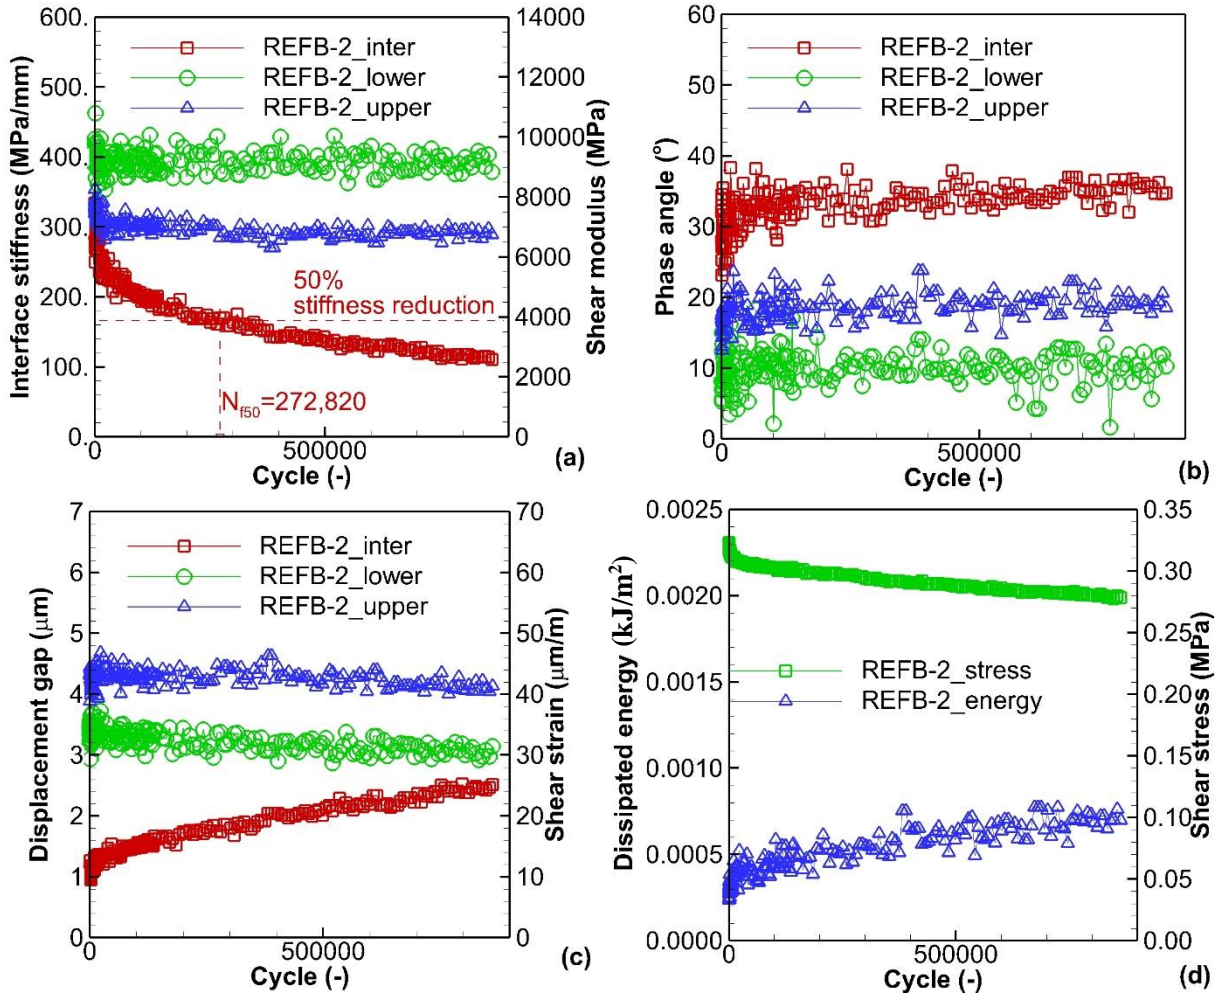 600.
500.
400.
300.
200.
100.
0.
Interface stiffness (MPa/mm)
REFB-2_inter
REFB-2_lower
REFB-2_upper
50%
stiffness reduction
Nf50=272,820
0
500000
Cycle (-)
14000
12000
10000
8000
6000
4000
2000
0
Shear modulus (MPa)
(a)
60
50
40
30
20
10
0
Phase angle (°)
REFB-2_inter
REFB-2_lower
REFB-2_upper
0
500000
Cycle (-)
(b)
7
6
5
4
3
2
1
0
Displacement gap (μm)
REFB-2_inter
REFB-2_lower
REFB-2_upper
0
500000
Cycle (-)
70
60
50
40
30
20
10
0
Shear strain (μm/m)
(c)
0.0025
0.0020
0.0015
0.0010
0.0005
0.0000
Dissipated energy (kJ/m²)
REFB-2_stress
REFB-2_energy
0
500000
Cycle (-)
0.35
0.30
0.25
0.20
0.15
0.10
0.05
0.00
Shear stress (MPa)
(d)